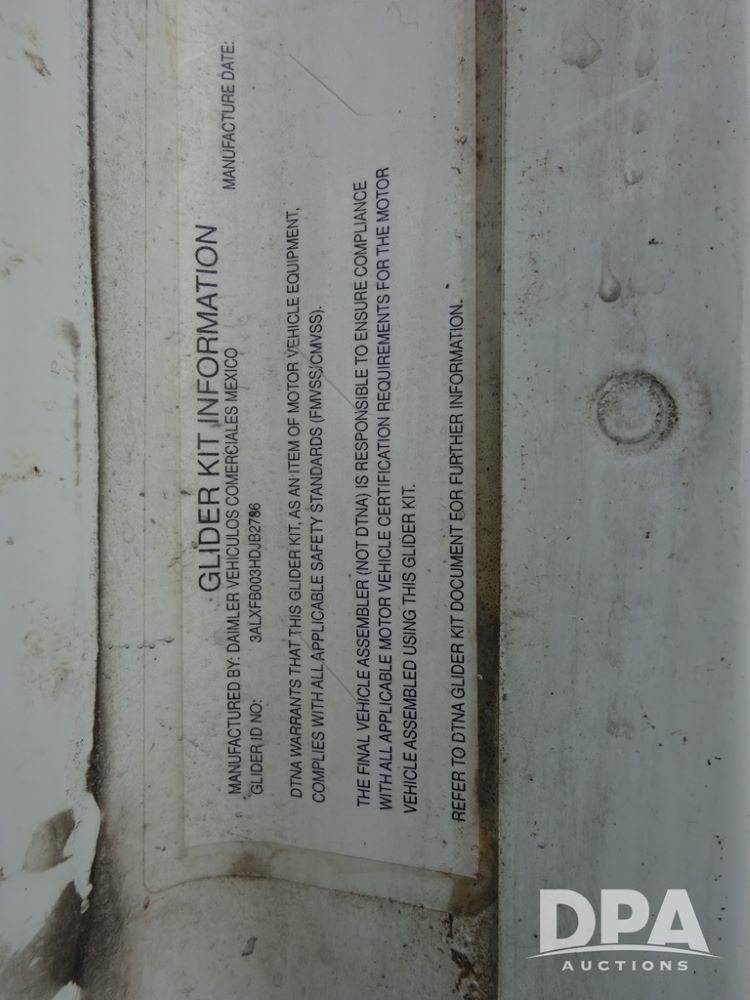 GLIDER KIT INFORMATION
MANUFACTURED BY: DAIMLER VEHICULOS COMERCIALES MEXICO MANUFACTURE DATE:
GLIDER ID NO: 3ALXFB003HDJB2786
DTNA WARRANTS THAT THIS GLIDER KIT, AS AN ITEM OF MOTOR VEHICLE EQUIPMENT,
COMPLIES WITH ALL APPLICABLE SAFETY STANDARDS (FMVSS/CMVSS).
THE FINAL VEHICLE ASSEMBLER (NOT DTNA) IS RESPONSIBLE TO ENSURE COMPLIANCE
WITH ALL APPLICABLE MOTOR VEHICLE CERTIFICATION REQUIREMENTS FOR THE MOTOR
VEHICLE ASSEMBLED USING THIS GLIDER KIT.
REFER TO DTNA GLIDER KIT DOCUMENT FOR FURTHER INFORMATION.
DPA
AUCTIONS